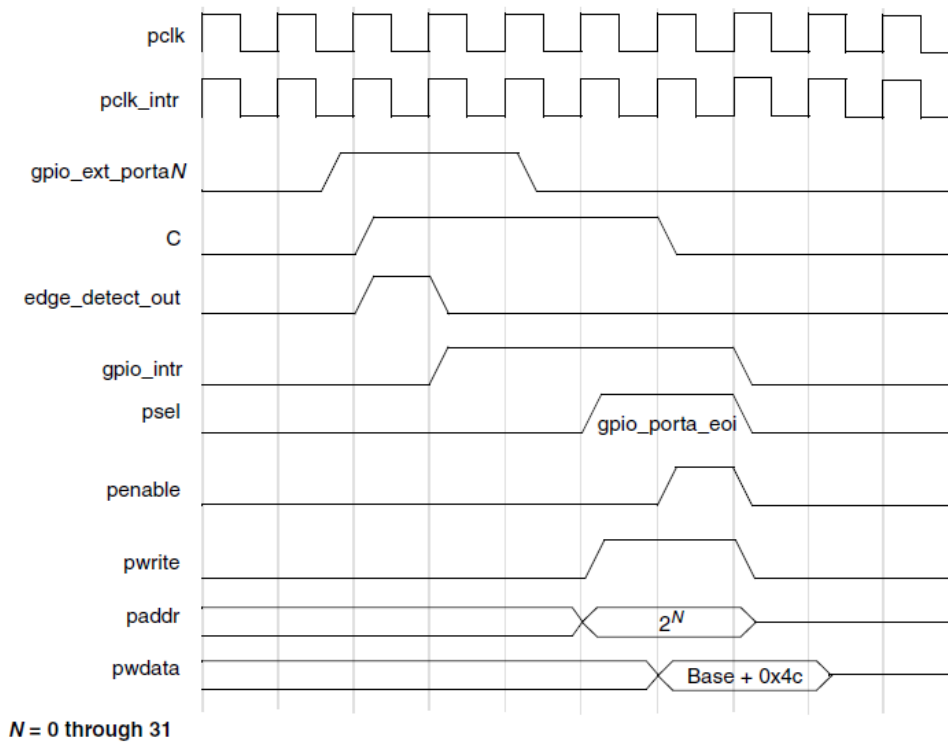 pclk
pclk_intr
gpio_ext_portaN
C
edge_detect_out
gpio_intr
psel
gpio_porta_eoi
penable
pwrite
paddr
2^N
pwdata
Base + 0x4c
N = 0 through 31